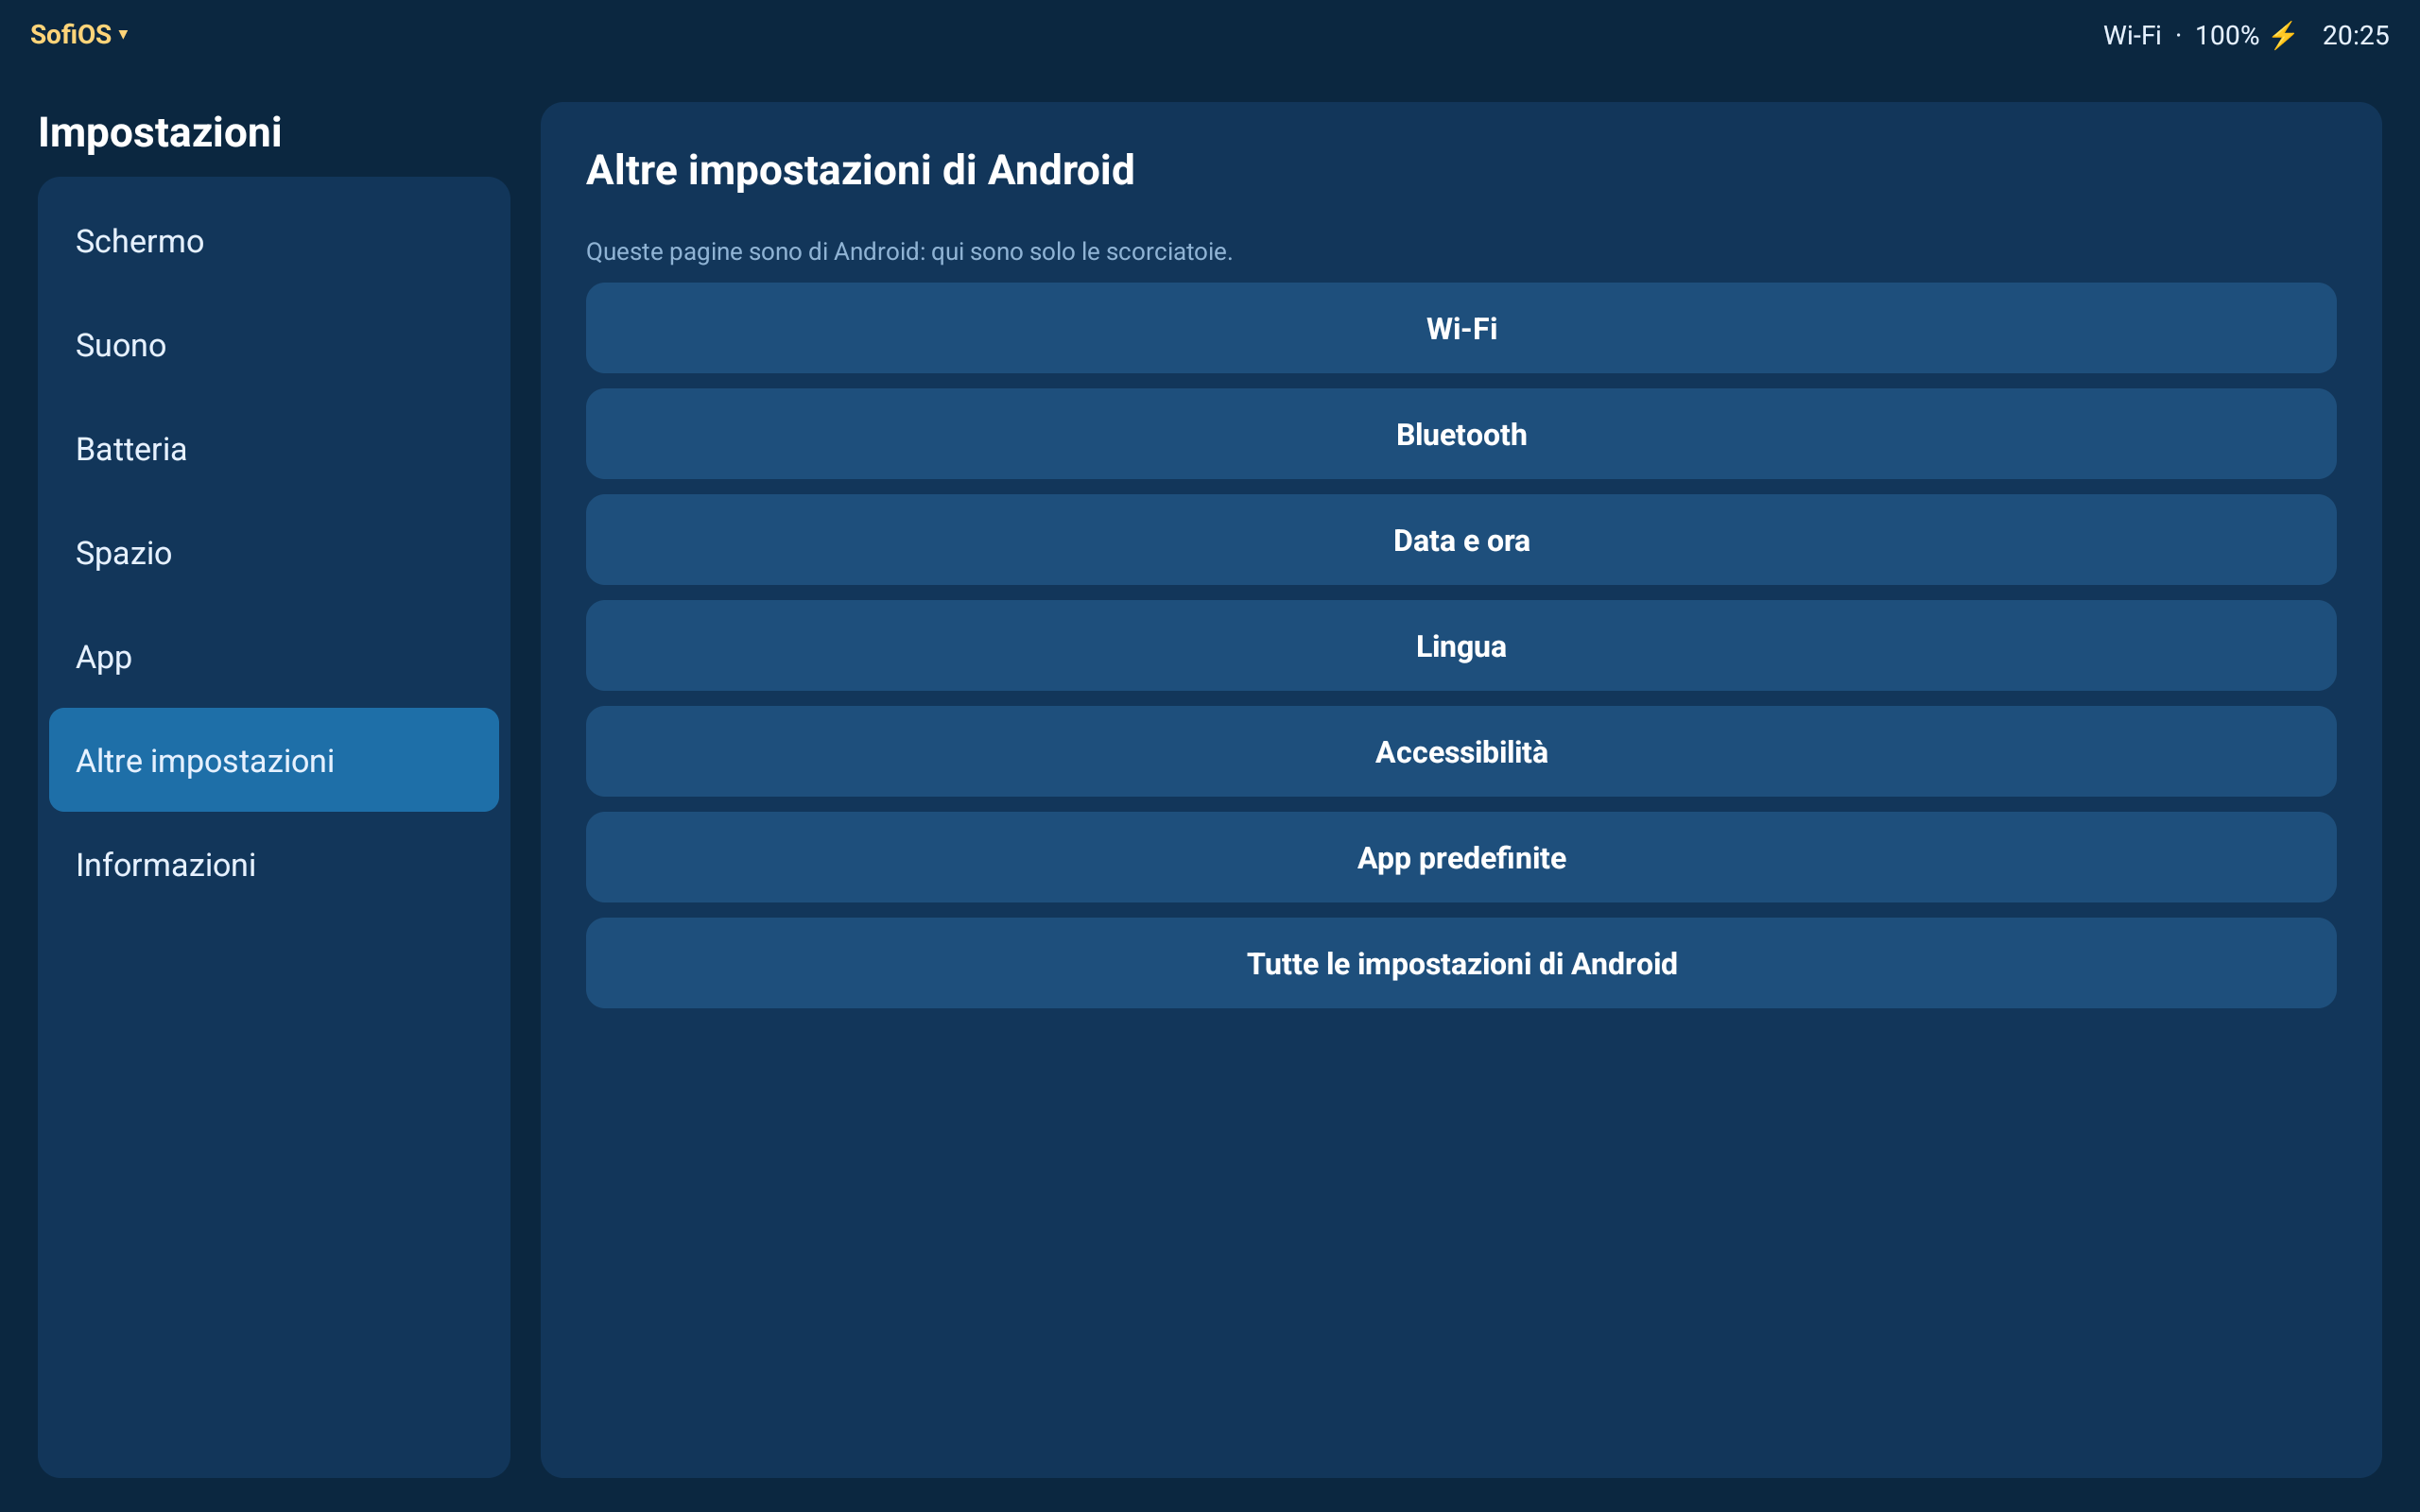 SofiOS ▾
Wi-Fi · 100% ⚡ 20:25
Impostazioni
Schermo
Suono
Batteria
Spazio
App
Altre impostazioni
Informazioni
Altre impostazioni di Android
Queste pagine sono di Android: qui sono solo le scorciatoie.
Wi-Fi
Bluetooth
Data e ora
Lingua
Accessibilità
App predefinite
Tutte le impostazioni di Android